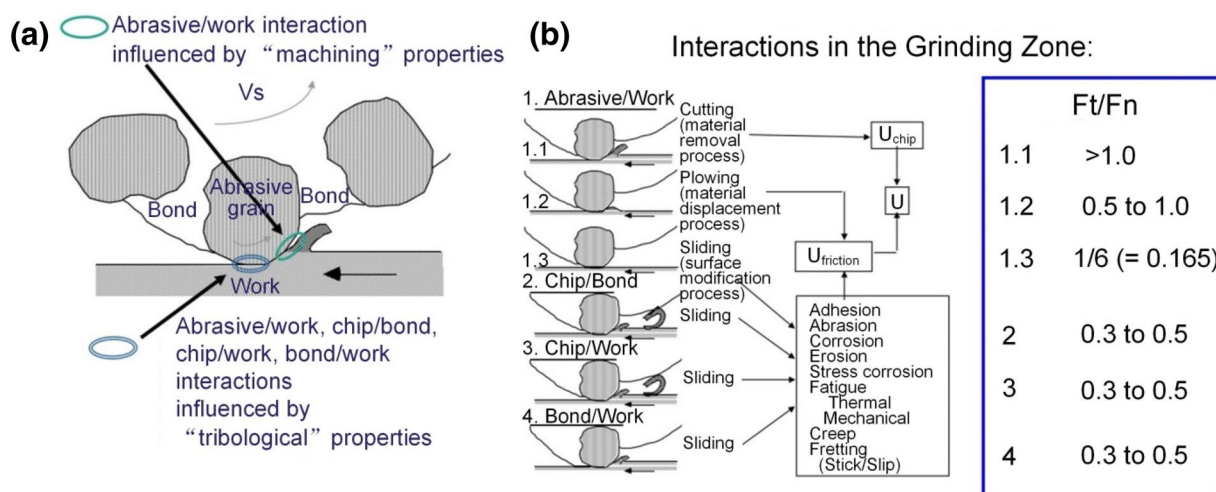 (a)
Abrasive/work interaction
influenced by “machining” properties
Vs
Abrasive
grain
Bond
Bond
Work
Abrasive/work, chip/bond,
chip/work, bond/work
interactions
influenced by
“tribological” properties
(b)
Interactions in the Grinding Zone:
1. Abrasive/Work
1.1
Cutting
(material
removal
process)
1.2
Plowing
(material
displacement
process)
1.3
Sliding
(surface
modification
process)
2. Chip/Bond
Sliding
3. Chip/Work
Sliding
4. Bond/Work
Sliding
Uchip
U
Ufriction
Adhesion
Abrasion
Corrosion
Erosion
Stress corrosion
Fatigue
Thermal
Mechanical
Creep
Fretting
(Stick/Slip)
Ft/Fn
1.1 >1.0
1.2 0.5 to 1.0
1.3 1/6 (= 0.165)
2 0.3 to 0.5
3 0.3 to 0.5
4 0.3 to 0.5